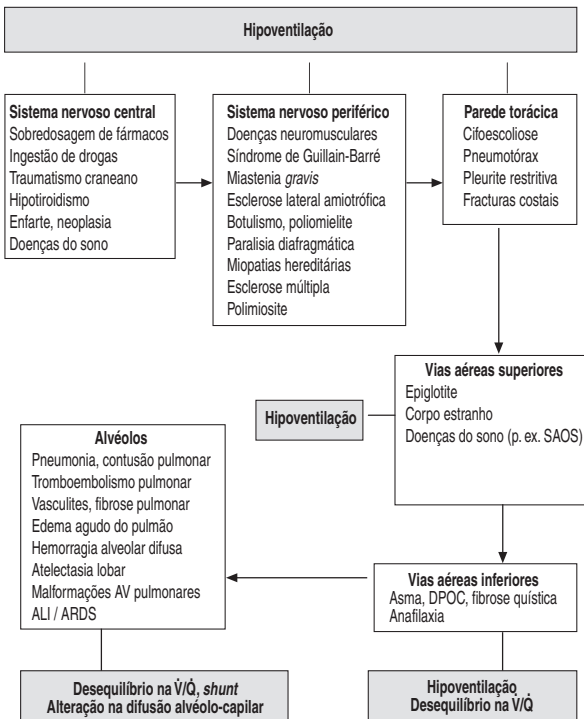 Hipoventilação
Sistema nervoso central
Sobredosagem de fármacos
Ingestão de drogas
Traumatismo craneano
Hipotiroidismo
Enfarte, neoplasia
Doenças do sono
Sistema nervoso periférico
Doenças neuromusculares
Síndrome de Guillain-Barré
Miastenia gravis
Esclerose lateral amiotrófica
Botulismo, poliomielite
Paralisia diafragmática
Miopatias hereditárias
Esclerose múltipla
Polimiosite
Parede torácica
Cifoescoliose
Pneumotórax
Pleurite restritiva
Fracturas costais
Vias aéreas superiores
Epiglotite
Corpo estranho
Doenças do sono (p. ex. SAOS)
Hipoventilação
Vias aéreas inferiores
Asma, DPOC, fibrose quística
Anafilaxia
Hipoventilação
Desequilíbrio na V̇/Q̇
Alvéolos
Pneumonia, contusão pulmonar
Tromboembolismo pulmonar
Vasculites, fibrose pulmonar
Edema agudo do pulmão
Hemorragia alveolar difusa
Atelectasia lobar
Malformações AV pulmonares
ALI / ARDS
Desequilíbrio na V̇/Q̇, shunt
Alteração na difusão alvéolo-capilar